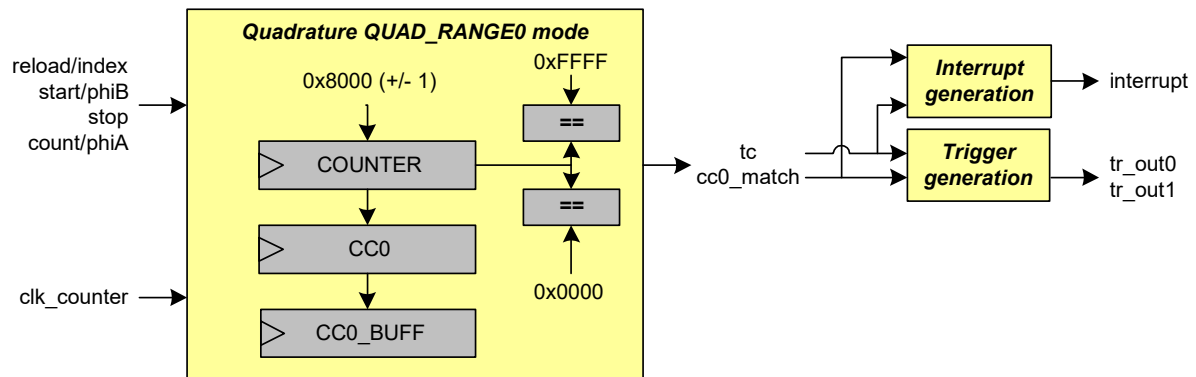 Quadrature QUAD_RANGE0 mode
reload/index
start/phiB
stop
count/phiA
clk_counter
0x8000 (+/- 1)
COUNTER
CC0
CC0_BUFF
0xFFFF
==
==
0x0000
tc
cc0_match
Interrupt
generation
interrupt
Trigger
generation
tr_out0
tr_out1